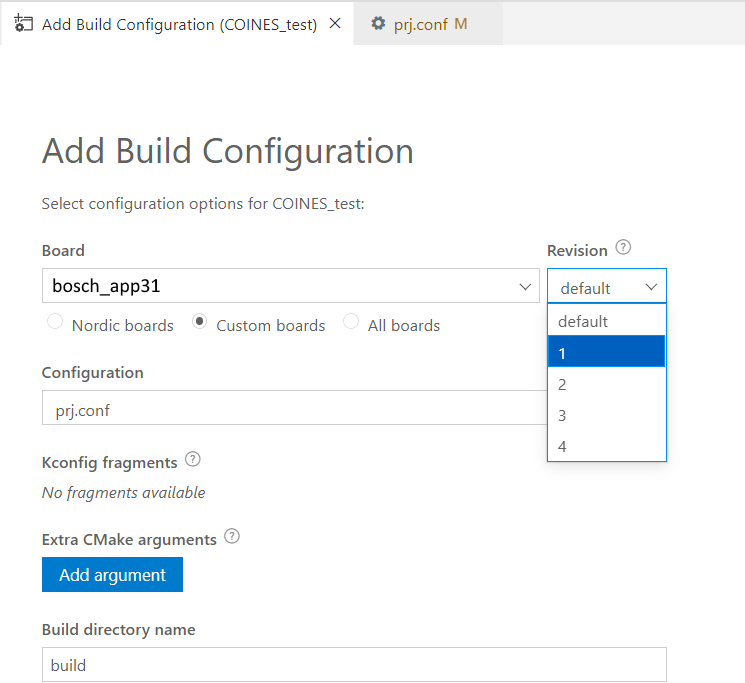 Add Build Configuration (COINES_test)
prj.conf M
Add Build Configuration
Select configuration options for COINES_test:
Board
Revision ?
bosch_app31
default
Nordic boards
Custom boards
All boards
default
1
2
3
4
Configuration
prj.conf
Kconfig fragments ?
No fragments available
Extra CMake arguments ?
Add argument
Build directory name
build